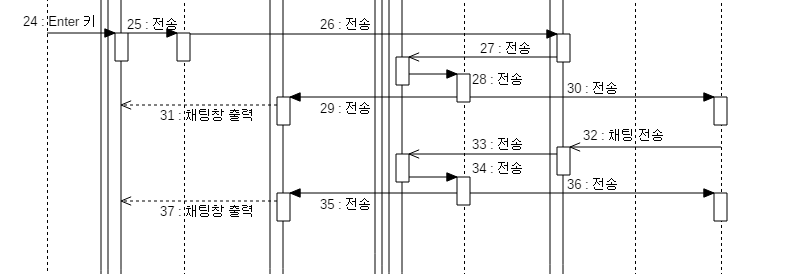 24 : Enter 키
25 : 전송
26 : 전송
27 : 전송
28 : 전송
29 : 전송
30 : 전송
31 : 채팅창 출력
32 : 채팅 전송
33 : 전송
34 : 전송
35 : 전송
36 : 전송
37 : 채팅창 출력